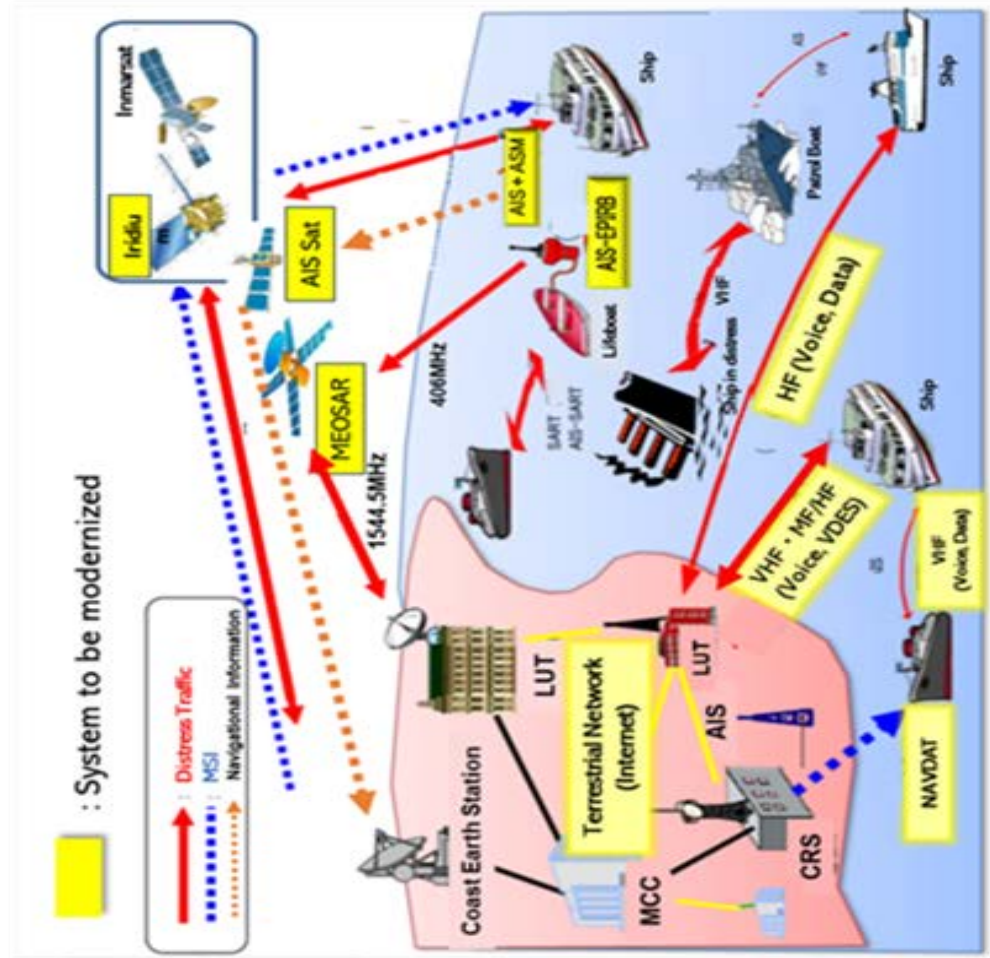 : System to be modernized
: Distress Traffic
: MSI
: Navigational Information
Inmarsat
Iridiu
m
AIS Sat
MEOSAR
1544.5MHz
406MHz
AIS + ASM
Ship
AIS-EPIRB
Lifeboat
SART
AIS-SART
Ship in distress
VHF
Patrol Boat
Ship
HF (Voice, Data)
Coast Earth Station
LUT
Terrestrial Network
(Internet)
LUT
MCC
AIS
CRS
VHF • MF/HF
(Voice, VDES)
Ship
VHF
(Voice, Data)
NAVDAT